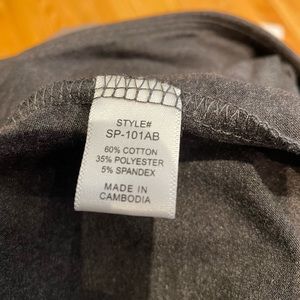 STYLE#
SP-101AB
60% COTTON
35% POLYESTER
5% SPANDEX
MADE IN
CAMBODIA